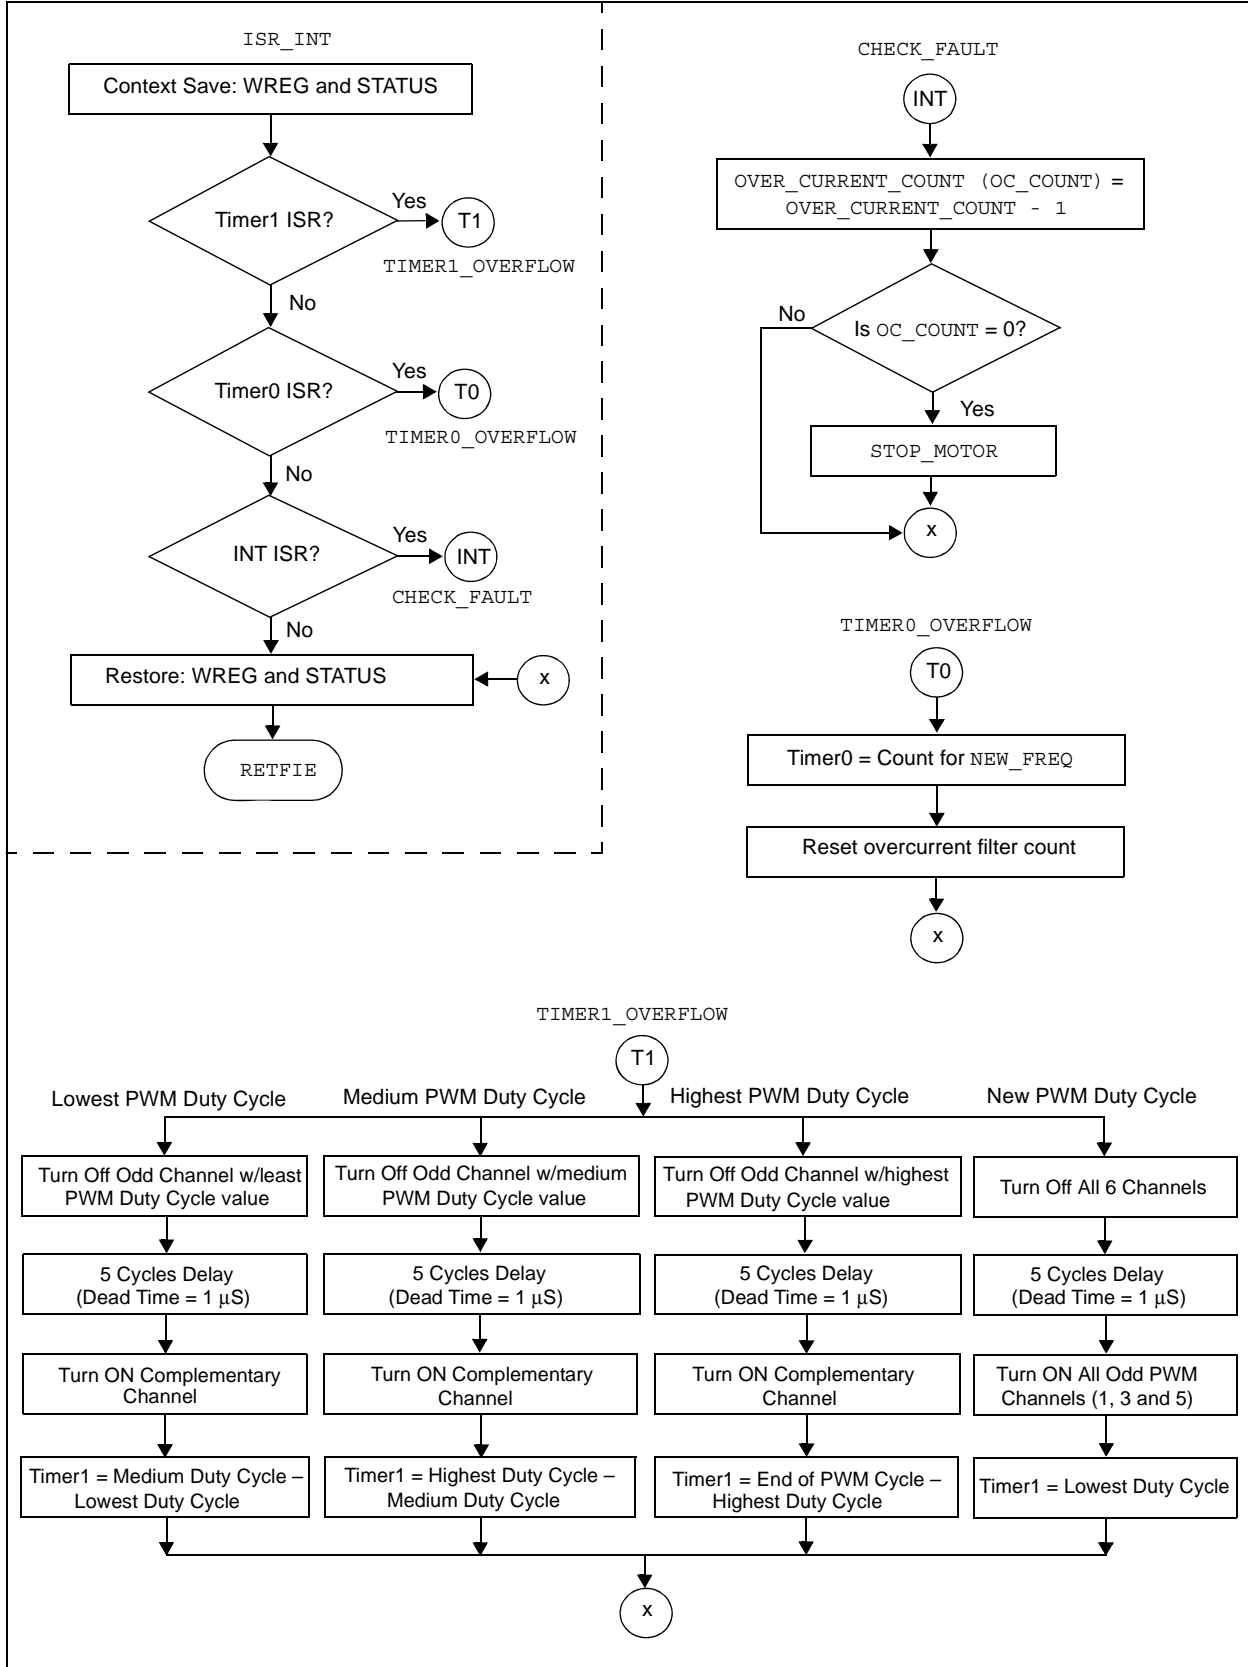 ISR_INT
Context Save: WREG and STATUS
Timer1 ISR?
Yes
T1
TIMER1_OVERFLOW
No
Timer0 ISR?
Yes
T0
TIMER0_OVERFLOW
No
INT ISR?
Yes
INT
CHECK_FAULT
No
Restore: WREG and STATUS
x
RETFIE
CHECK_FAULT
INT
OVER_CURRENT_COUNT (OC_COUNT) =
OVER_CURRENT_COUNT - 1
No
Is OC_COUNT = 0?
Yes
STOP_MOTOR
x
TIMER0_OVERFLOW
T0
Timer0 = Count for NEW_FREQ
Reset overcurrent filter count
x
TIMER1_OVERFLOW
T1
Lowest PWM Duty Cycle
Turn Off Odd Channel w/least
PWM Duty Cycle value
5 Cycles Delay
(Dead Time = 1 μS)
Turn ON Complementary
Channel
Timer1 = Medium Duty Cycle –
Lowest Duty Cycle
Medium PWM Duty Cycle
Turn Off Odd Channel w/medium
PWM Duty Cycle value
5 Cycles Delay
(Dead Time = 1 μS)
Turn ON Complementary
Channel
Timer1 = Highest Duty Cycle –
Medium Duty Cycle
Highest PWM Duty Cycle
Turn Off Odd Channel w/highest
PWM Duty Cycle value
5 Cycles Delay
(Dead Time = 1 μS)
Turn ON Complementary
Channel
Timer1 = End of PWM Cycle –
Highest Duty Cycle
New PWM Duty Cycle
Turn Off All 6 Channels
5 Cycles Delay
(Dead Time = 1 μS)
Turn ON All Odd PWM
Channels (1, 3 and 5)
Timer1 = Lowest Duty Cycle
x